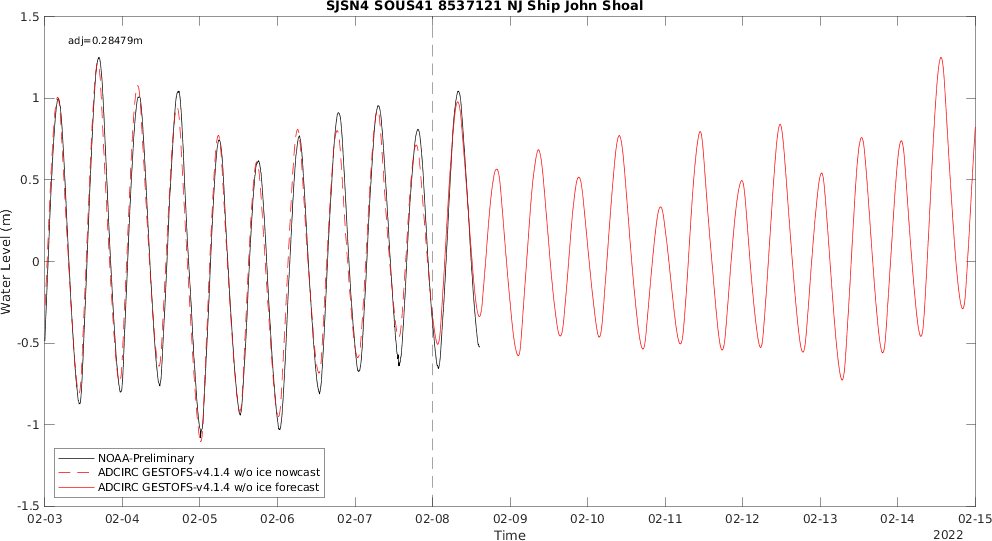 SJSN4 SOUS41 8537121 NJ Ship John Shoal
adj=0.28479m
1.5
1
0.5
0
-0.5
-1
-1.5
Water Level (m)
NOAA-Preliminary
ADCIRC GESTOFS-v4.1.4 w/o ice nowcast
ADCIRC GESTOFS-v4.1.4 w/o ice forecast
02-03 02-04 02-05 02-06 02-07 02-08 02-09 02-10 02-11 02-12 02-13 02-14 02-15
Time
2022